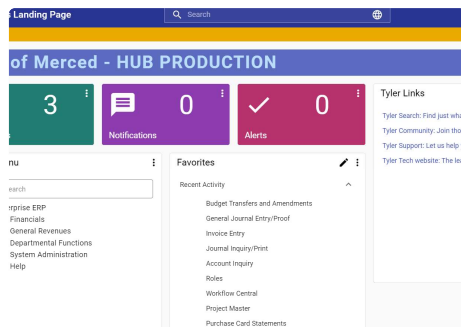 s Landing Page
Search
of Merced - HUB PRODUCTION
3
s
0
Notifications
0
Alerts
Tyler Links
Tyler Search: Find just wha
Tyler Community: Join tho
Tyler Support: Let us help
Tyler Tech website: The lea
nu
earch
erprise ERP
Financials
General Revenues
Departmental Functions
System Administration
Help
Favorites
Recent Activity
Budget Transfers and Amendments
General Journal Entry/Proof
Invoice Entry
Journal Inquiry/Print
Account Inquiry
Roles
Workflow Central
Project Master
Purchase Card Statements